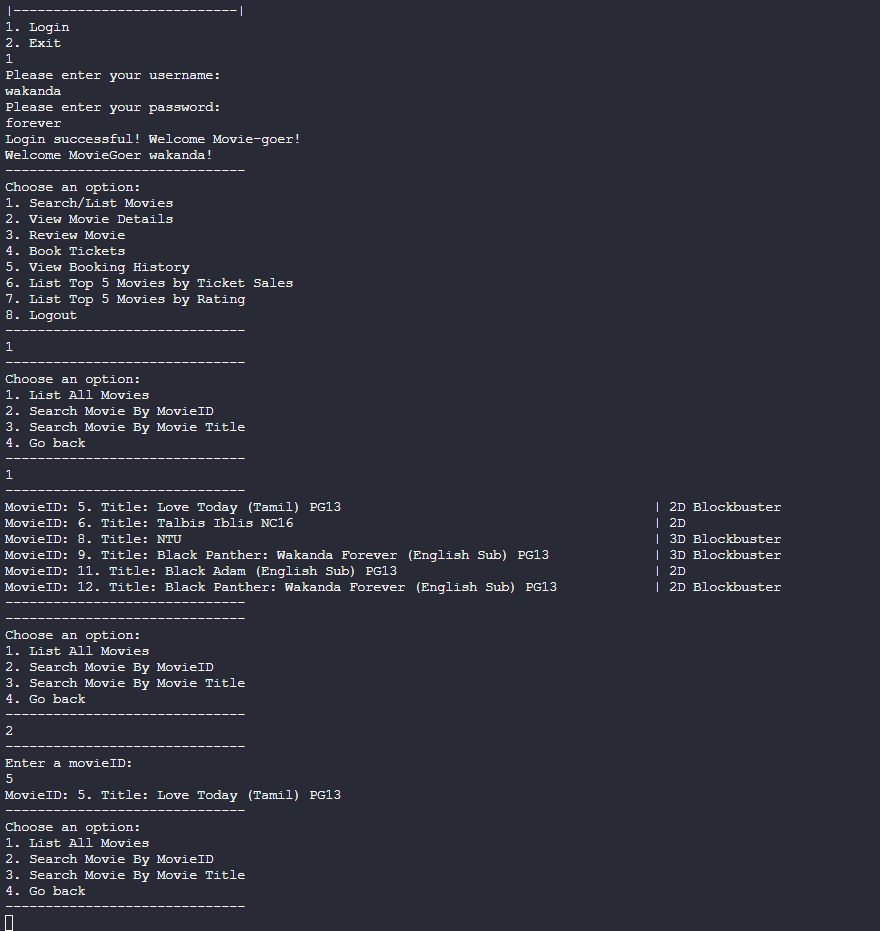 |----------------------------|
1. Login
2. Exit
1
Please enter your username:
wakanda
Please enter your password:
forever
Login successful! Welcome Movie-goer!
Welcome MovieGoer wakanda!
------------------------------
Choose an option:
1. Search/List Movies
2. View Movie Details
3. Review Movie
4. Book Tickets
5. View Booking History
6. List Top 5 Movies by Ticket Sales
7. List Top 5 Movies by Rating
8. Logout
------------------------------
1
------------------------------
Choose an option:
1. List All Movies
2. Search Movie By MovieID
3. Search Movie By Movie Title
4. Go back
------------------------------
1
------------------------------
MovieID: 5. Title: Love Today (Tamil) PG13 | 2D Blockbuster
MovieID: 6. Title: Talbis Iblis NC16 | 2D
MovieID: 8. Title: NTU | 3D Blockbuster
MovieID: 9. Title: Black Panther: Wakanda Forever (English Sub) PG13 | 3D Blockbuster
MovieID: 11. Title: Black Adam (English Sub) PG13 | 2D
MovieID: 12. Title: Black Panther: Wakanda Forever (English Sub) PG13 | 2D Blockbuster
------------------------------
------------------------------
Choose an option:
1. List All Movies
2. Search Movie By MovieID
3. Search Movie By Movie Title
4. Go back
------------------------------
2
------------------------------
Enter a movieID:
5
MovieID: 5. Title: Love Today (Tamil) PG13
------------------------------
Choose an option:
1. List All Movies
2. Search Movie By MovieID
3. Search Movie By Movie Title
4. Go back
------------------------------